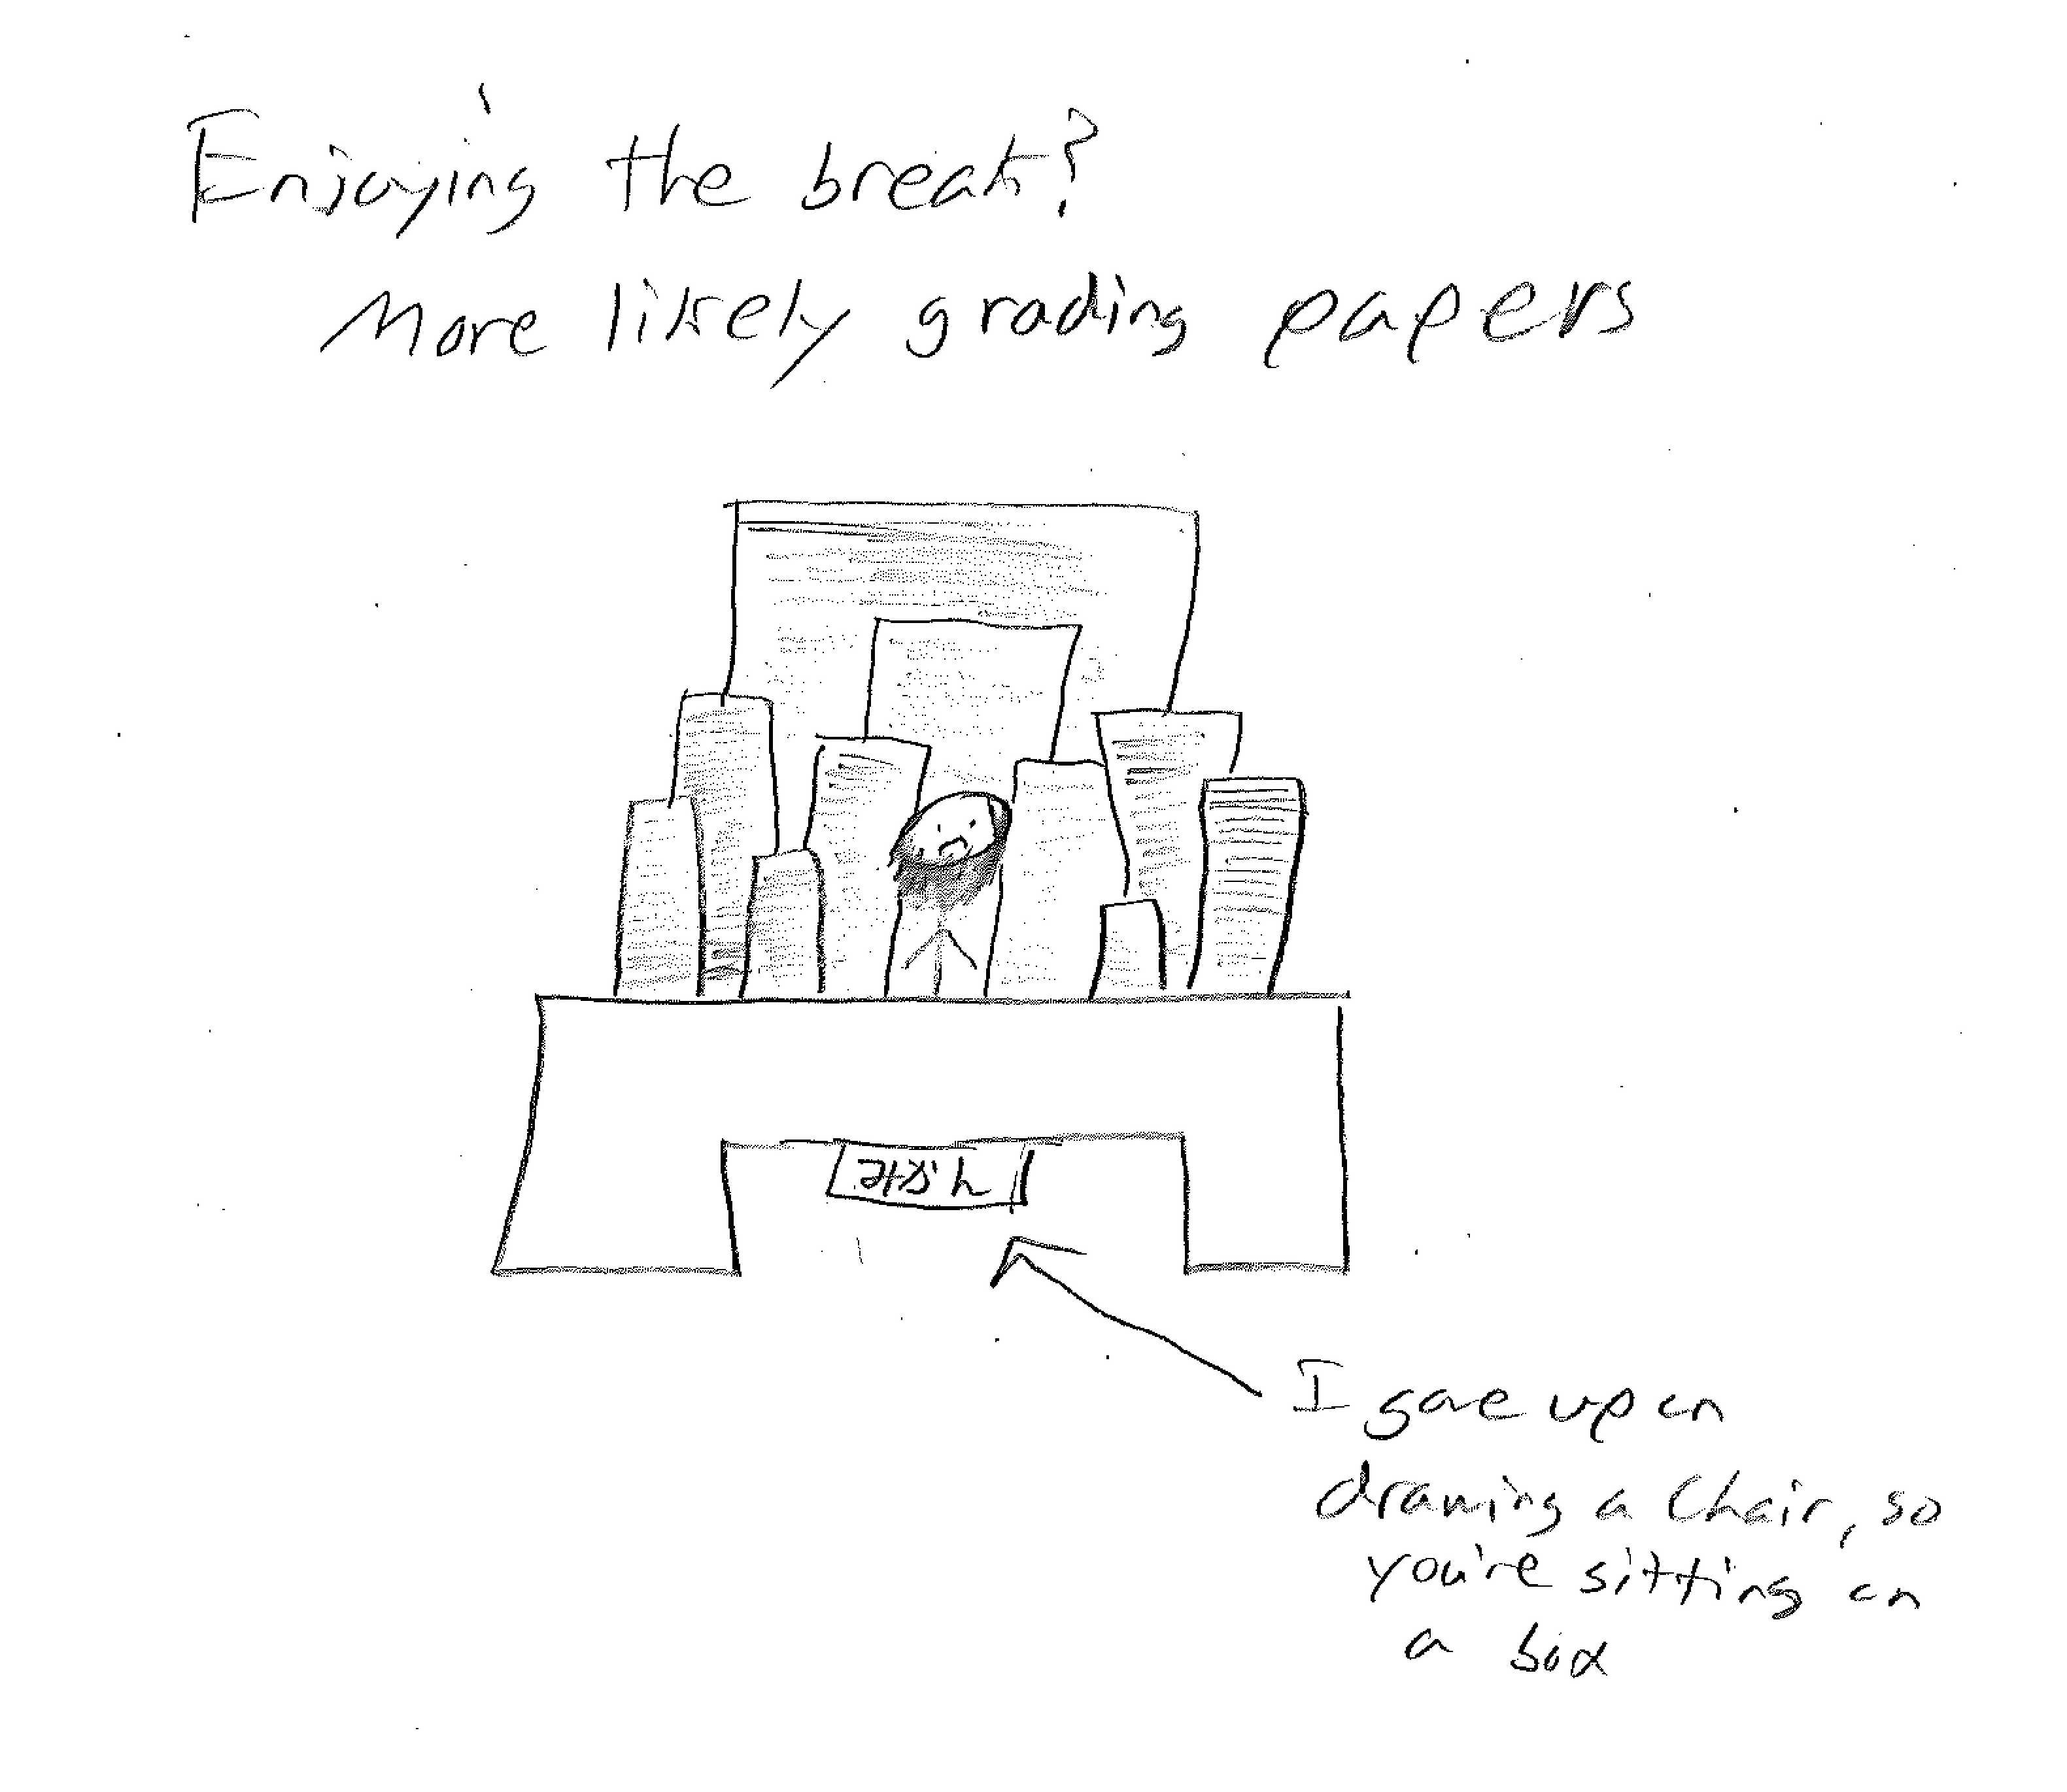 Enjoying the break?
More likely grading papers
みかん
I gave up on
drawing a chair, so
you're sitting on
a box